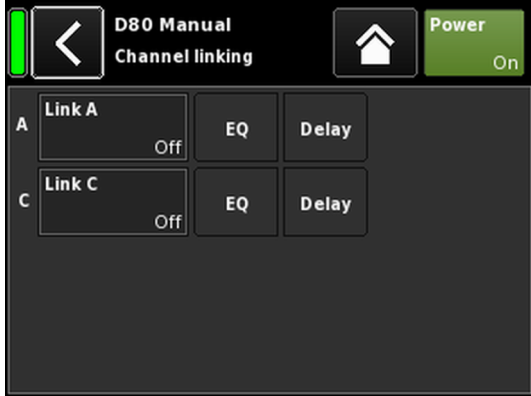 D80 Manual
Channel linking
Power
On
A
Link A
Off
EQ
Delay
C
Link C
Off
EQ
Delay